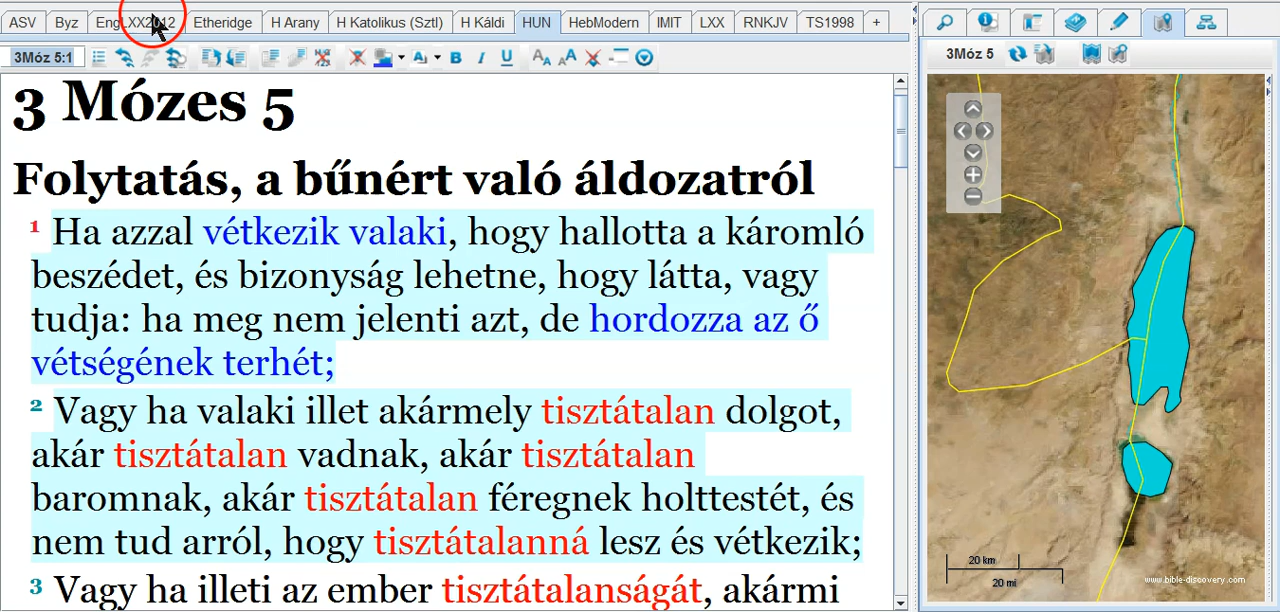 ASV Byz EngLXX2012 Etheridge H Arany H Katolikus (Sztl) H Káldi HUN HebModern IMIT LXX RNKJV TS1998 +
3Móz 5:1
3Móz 5
3 Mózes 5
Folytatás, a bűnért való áldozatról
1 Ha azzal vétkezik valaki, hogy hallotta a káromló
beszédet, és bizonyság lehetne, hogy látta, vagy
tudja: ha meg nem jelenti azt, de hordozza az ő
vétségének terhét;
2 Vagy ha valaki illet akármely tisztátalan dolgot,
akár tisztátalan vadnak, akár tisztátalan
baromnak, akár tisztátalan féregnek holttestét, és
nem tud arról, hogy tisztátalanná lesz és vétkezik;
3 Vagy ha illeti az ember tisztátalanságát, akármi
20 km
20 mi
www.bible-discovery.com